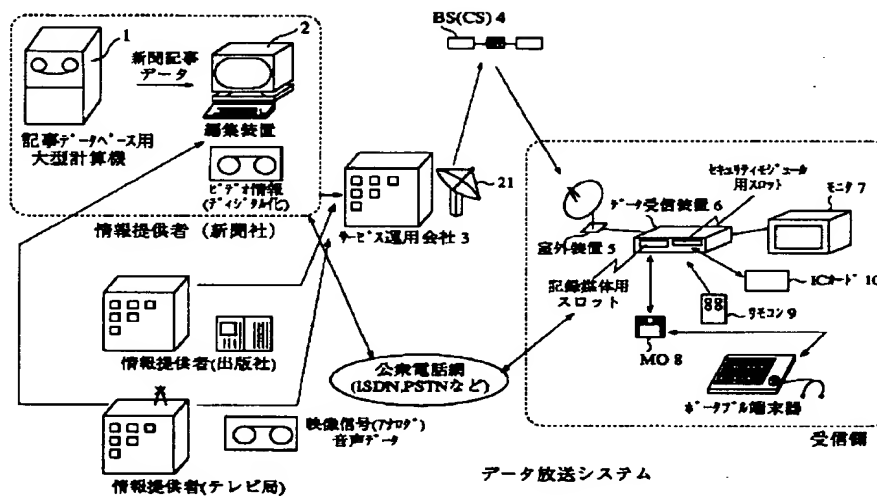 1
2
新聞記事
データ
記事データベース用
大型計算機
編集装置
ビデオ情報
(ディジタル化)
情報提供者(新聞社)
BS(CS) 4
21
サービス運用会社 3
セキュリティモジュール
用スロット
データ受信装置 6
モニタ 7
室外装置 5
記録媒体用
スロット
ICカード 10
リモコン 9
MO 8
ポータブル端末器
受信側
情報提供者(出版社)
公衆電話網
(ISDN,PSTNなど)
映像信号(アナログ)
音声データ
情報提供者(テレビ局)
データ放送システム